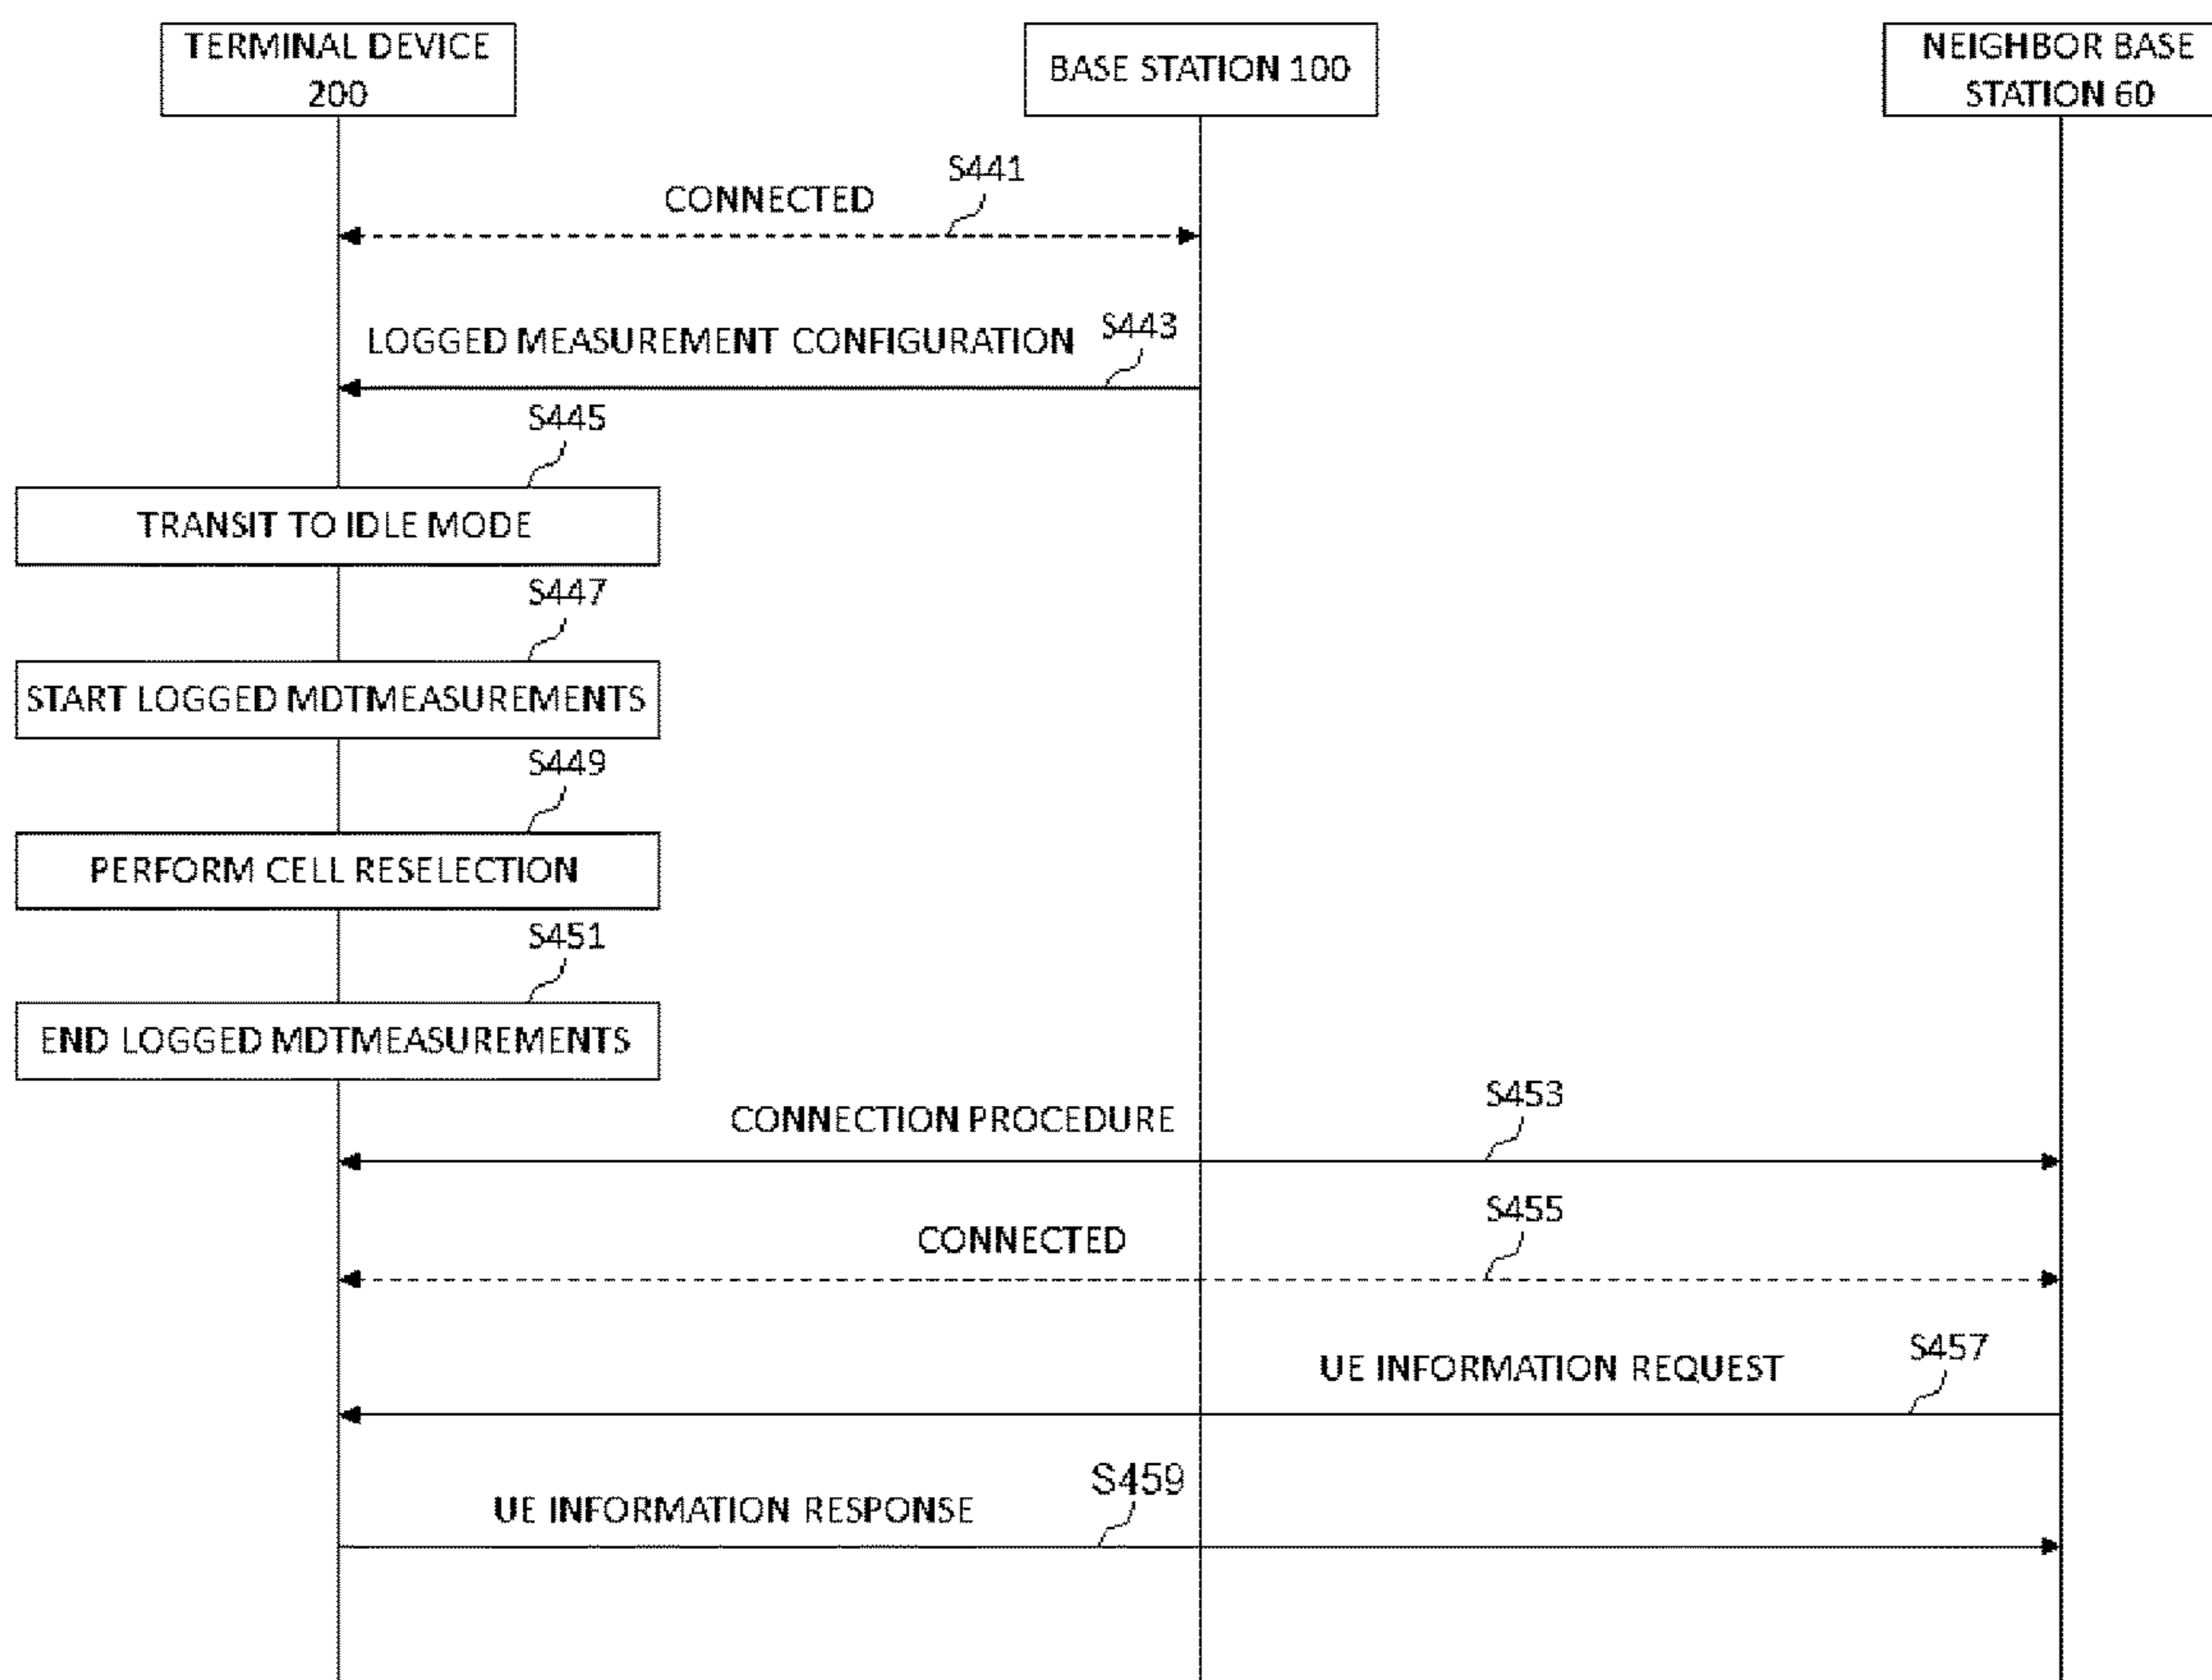 TERMINAL DEVICE
200
BASE STATION 100
NEIGHBOR BASE
STATION 60
S441
CONNECTED
S443
LOGGED MEASUREMENT CONFIGURATION
S445
TRANSIT TO IDLE MODE
S447
START LOGGED MDTMEASUREMENTS
S449
PERFORM CELL RESELECTION
S451
END LOGGED MDTMEASUREMENTS
S453
CONNECTION PROCEDURE
S455
CONNECTED
S457
UE INFORMATION REQUEST
S459
UE INFORMATION RESPONSE